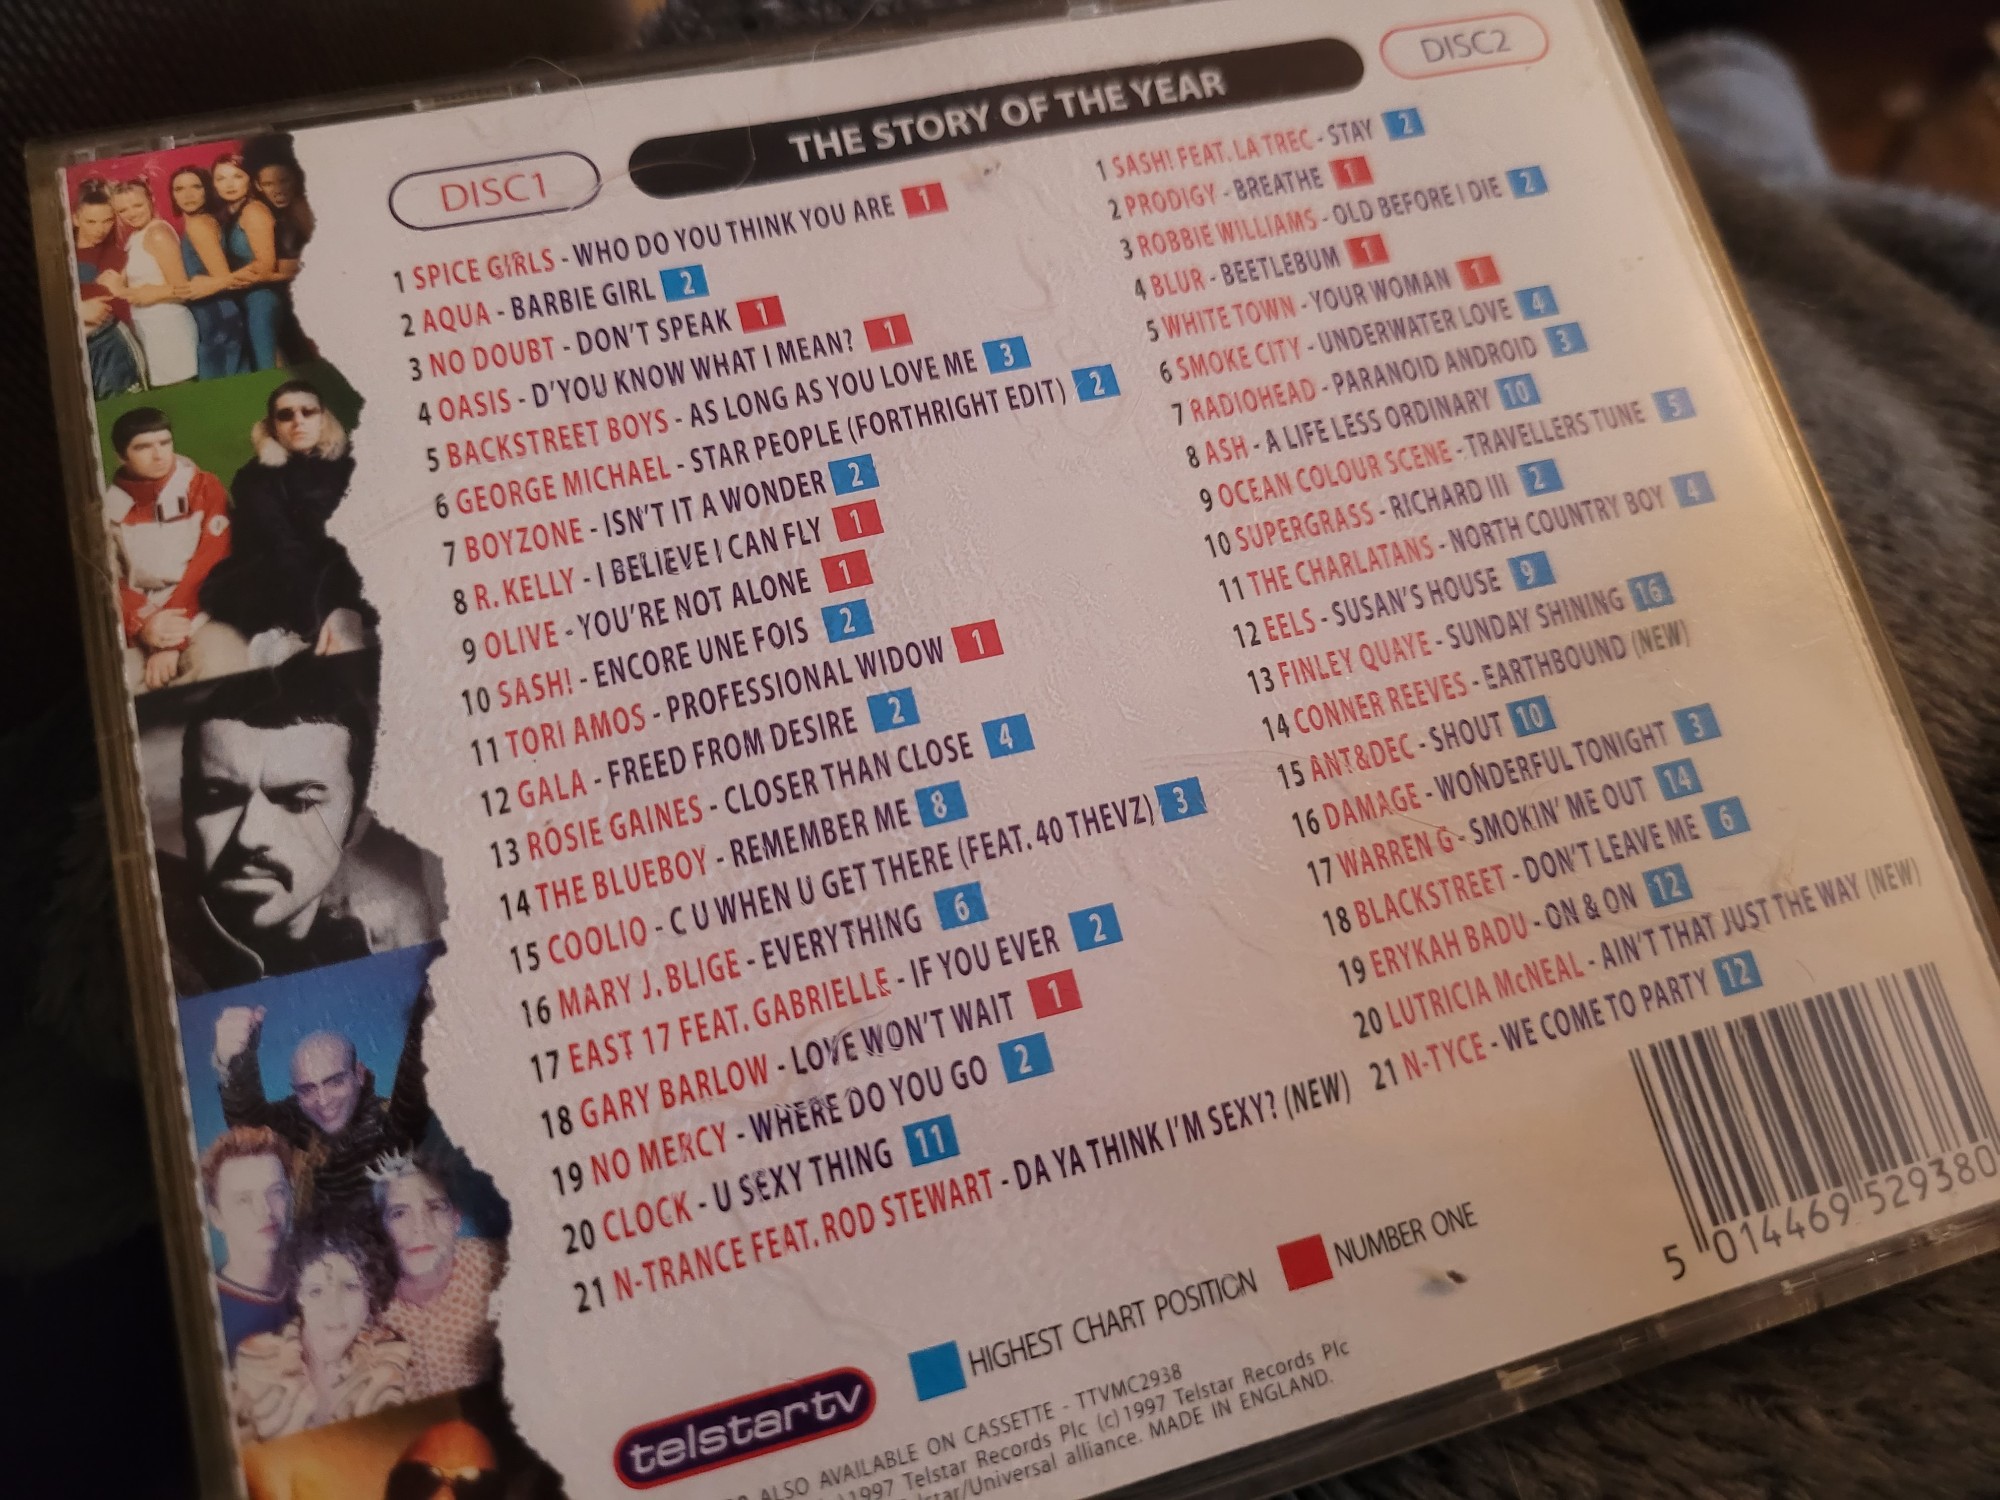 THE STORY OF THE YEAR
DISC1
1 SPICE GIRLS - WHO DO YOU THINK YOU ARE 1
2 AQUA - BARBIE GIRL 2
3 NO DOUBT - DON'T SPEAK 1
4 OASIS - D'YOU KNOW WHAT I MEAN? 1
5 BACKSTREET BOYS - AS LONG AS YOU LOVE ME 3
6 GEORGE MICHAEL - STAR PEOPLE (FORTHRIGHT EDIT) 2
7 BOYZONE - ISN'T IT A WONDER 2
8 R. KELLY - I BELIEVE I CAN FLY 1
9 OLIVE - YOU'RE NOT ALONE 1
10 SASH! - ENCORE UNE FOIS 2
11 TORI AMOS - PROFESSIONAL WIDOW 1
12 GALA - FREED FROM DESIRE 2
13 ROSIE GAINES - CLOSER THAN CLOSE 4
14 THE BLUEBOY - REMEMBER ME 8
15 COOLIO - C U WHEN U GET THERE (FEAT. 40 THEVZ) 3
16 MARY J. BLIGE - EVERYTHING 6
17 EAST 17 FEAT. GABRIELLE - IF YOU EVER 2
18 GARY BARLOW - LOVE WON'T WAIT 1
19 NO MERCY - WHERE DO YOU GO 2
20 CLOCK - U SEXY THING 11
21 N-TRANCE FEAT. ROD STEWART - DA YA THINK I'M SEXY? (NEW)
DISC2
1 SASH! FEAT. LA TREC - STAY 2
2 PRODIGY - BREATHE 1
3 ROBBIE WILLIAMS - OLD BEFORE I DIE 2
4 BLUR - BEETLEBUM 1
5 WHITE TOWN - YOUR WOMAN 1
6 SMOKE CITY - UNDERWATER LOVE 4
7 RADIOHEAD - PARANOID ANDROID 3
8 ASH - A LIFE LESS ORDINARY 10
9 OCEAN COLOUR SCENE - TRAVELLERS TUNE 5
10 SUPERGRASS - RICHARD III 2
11 THE CHARLATANS - NORTH COUNTRY BOY 4
12 EELS - SUSAN'S HOUSE 9
13 FINLEY QUAYE - SUNDAY SHINING 16
14 CONNER REEVES - EARTHBOUND (NEW)
15 ANT&DEC - SHOUT 10
16 DAMAGE - WONDERFUL TONIGHT 3
17 WARREN G - SMOKIN' ME OUT 14
18 BLACKSTREET - DON'T LEAVE ME 6
19 ERYKAH BADU - ON & ON 12
20 LUTRICIA McNEAL - AIN'T THAT JUST THE WAY (NEW)
21 N-TYCE - WE COME TO PARTY 12
HIGHEST CHART POSITION NUMBER ONE
5 014469 529380
telstar tv
ALSO AVAILABLE ON CASSETTE - TTVMC2938
1997 Telstar Records Plc (c)1997 Telstar Records Plc
/Universal alliance. MADE IN ENGLAND.